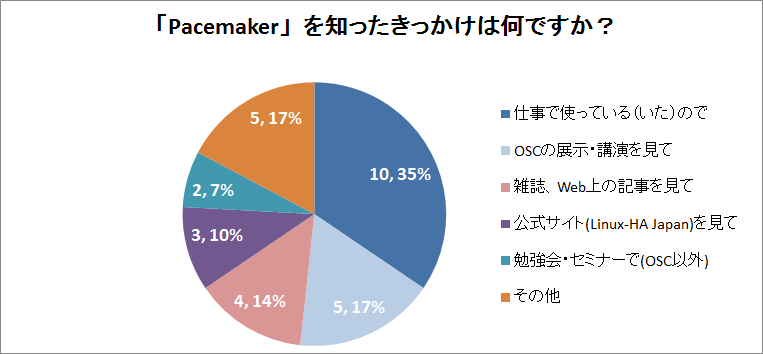 「Pacemaker」を知ったきっかけは何ですか？
10, 35%
5, 17%
4, 14%
3, 10%
2, 7%
5, 17%
仕事で使っている（いた）ので
OSCの展示・講演を見て
雑誌、Web上の記事を見て
公式サイト(Linux-HA Japan)を見て
勉強会・セミナーで(OSC以外)
その他